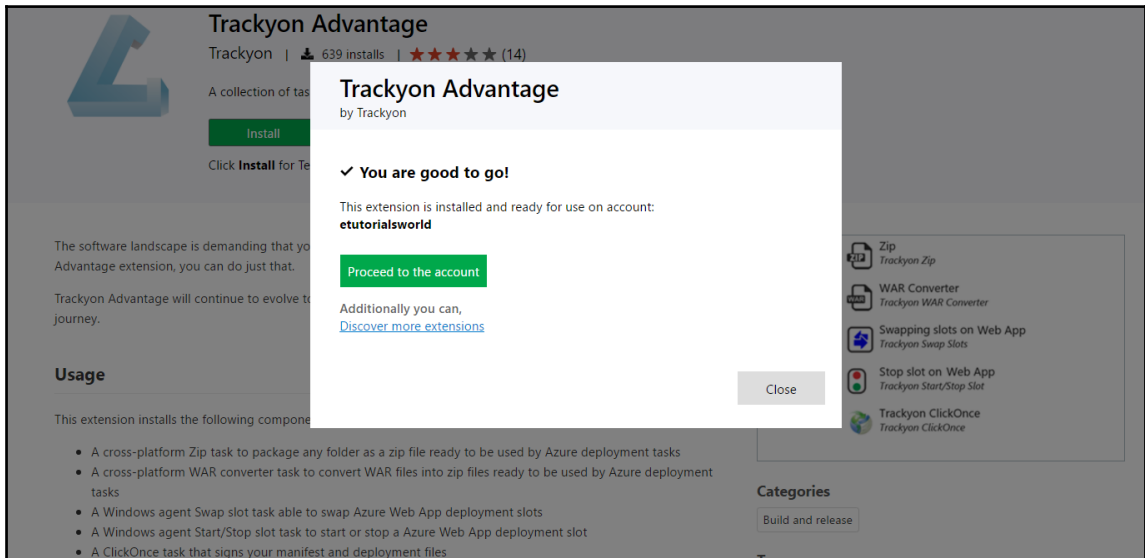 Trackyon Advantage
Trackyon | 639 installs | (14)
A collection of tas
Install
Click Install for Te
Trackyon Advantage
by Trackyon
✓ You are good to go!
This extension is installed and ready for use on account:
etutorialsworld
Proceed to the account
Additionally you can,
Discover more extensions
Close
The software landscape is demanding that yo
Advantage extension, you can do just that.
Trackyon Advantage will continue to evolve to
journey.
Usage
This extension installs the following compone
• A cross-platform Zip task to package any folder as a zip file ready to be used by Azure deployment tasks
• A cross-platform WAR converter task to convert WAR files into zip files ready to be used by Azure deployment
tasks
• A Windows agent Swap slot task able to swap Azure Web App deployment slots
• A Windows agent Start/Stop slot task to start or stop a Azure Web App deployment slot
• A ClickOnce task that signs your manifest and deployment files
ZIP
Zip
Trackyon Zip
WAR
WAR Converter
Trackyon WAR Converter
Swapping slots on Web App
Trackyon Swap Slots
Stop slot on Web App
Trackyon Start/Stop Slot
Trackyon ClickOnce
Trackyon ClickOnce
Categories
Build and release